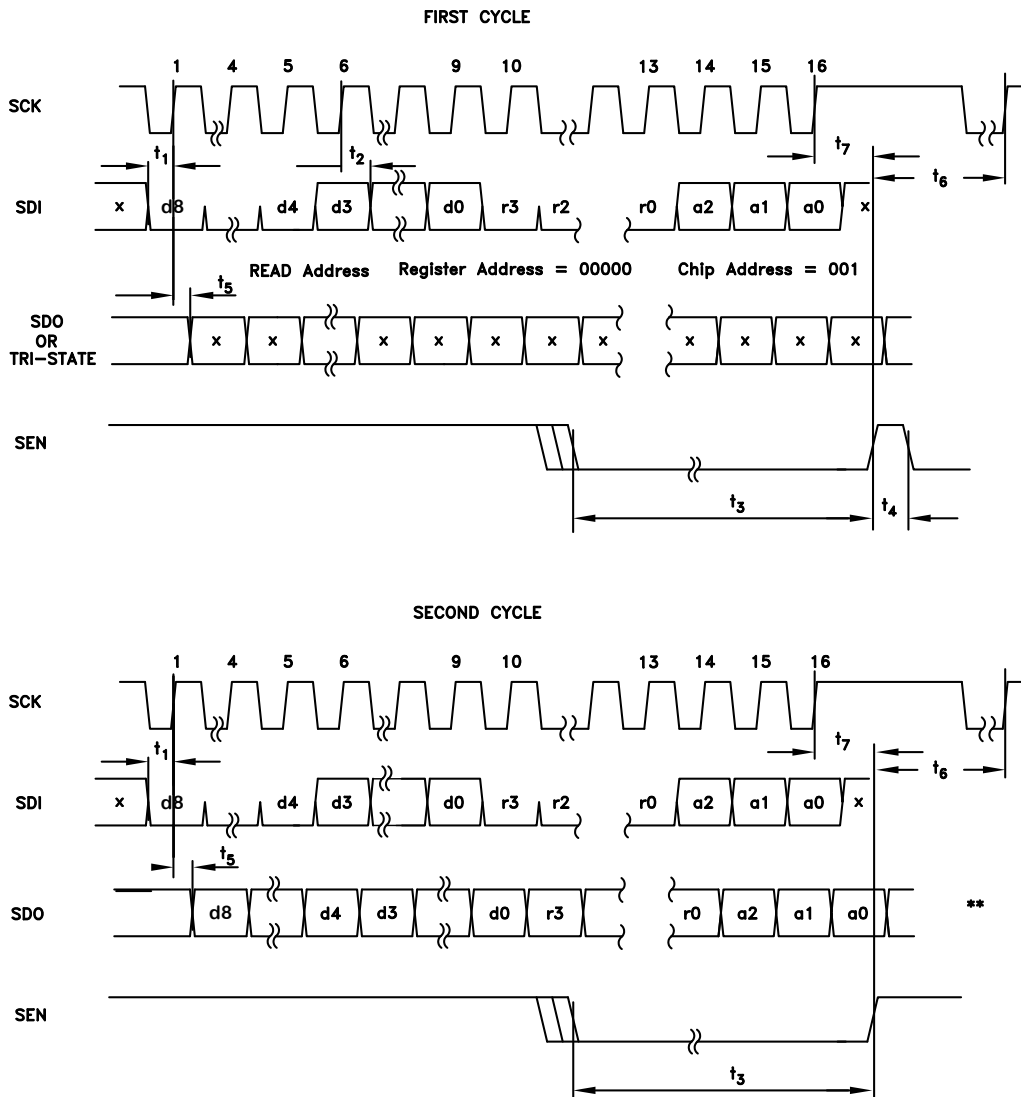 FIRST CYCLE
1 4 5 6 9 10 13 14 15 16
SCK
t1 t2 t7 t6
SDI x d8 d4 d3 d0 r3 r2 r0 a2 a1 a0 x
READ Address Register Address = 00000 Chip Address = 001
t5
SDO
OR
TRI-STATE
x x x x x x x x x x x
SEN
t3 t4
SECOND CYCLE
1 4 5 6 9 10 13 14 15 16
SCK
t1 t7 t6
SDI x d8 d4 d3 d0 r3 r2 r0 a2 a1 a0 x
t5
SDO d8 d4 d3 d0 r3 r0 a2 a1 a0 **
SEN
t3